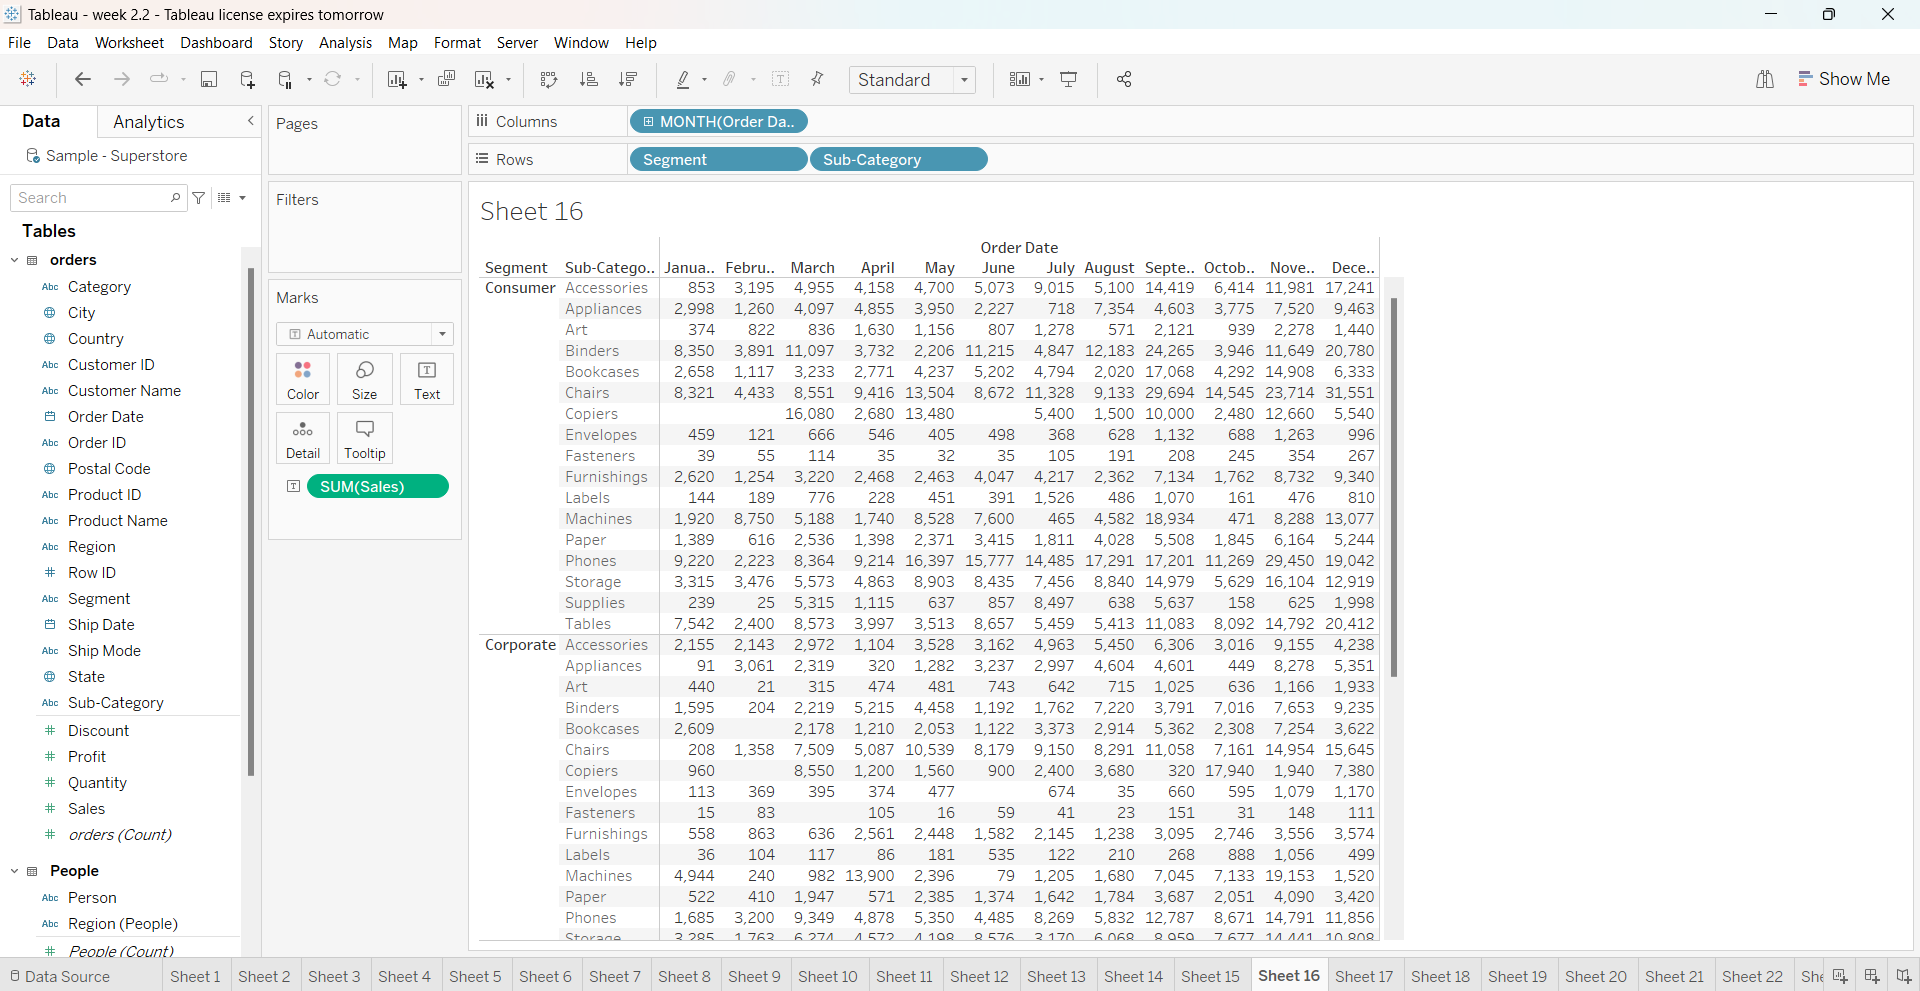 Tableau - week 2.2 - Tableau license expires tomorrow
File Data Worksheet Dashboard Story Analysis Map Format Server Window Help
Standard
Show Me
Data Analytics
Sample - Superstore
Search
Tables
orders
Abc Category
City
Country
Abc Customer ID
Abc Customer Name
Order Date
Abc Order ID
Postal Code
Abc Product ID
Abc Product Name
Abc Region
# Row ID
Abc Segment
Ship Date
Abc Ship Mode
State
Abc Sub-Category
# Discount
# Profit
# Quantity
# Sales
# orders (Count)
People
Abc Person
Abc Region (People)
# People (Count)
Pages
Filters
Marks
T Automatic
Color Size T Text
Detail Tooltip
T SUM(Sales)
iii Columns MONTH(Order Da..
Rows Segment Sub-Category
Sheet 16
Order Date
Segment Sub-Catego.. Janua.. Febru.. March April May June July August Septe.. Octob.. Nove.. Dece..
Consumer Accessories 853 3,195 4,955 4,158 4,700 5,073 9,015 5,100 14,419 6,414 11,981 17,241
Appliances 2,998 1,260 4,097 4,855 3,950 2,227 718 7,354 4,603 3,775 7,520 9,463
Art 374 822 836 1,630 1,156 807 1,278 571 2,121 939 2,278 1,440
Binders 8,350 3,891 11,097 3,732 2,206 11,215 4,847 12,183 24,265 3,946 11,649 20,780
Bookcases 2,658 1,117 3,233 2,771 4,237 5,202 4,794 2,020 17,068 4,292 14,908 6,333
Chairs 8,321 4,433 8,551 9,416 13,504 8,672 11,328 9,133 29,694 14,545 23,714 31,551
Copiers 16,080 2,680 13,480 5,400 1,500 10,000 2,480 12,660 5,540
Envelopes 459 121 666 546 405 498 368 628 1,132 688 1,263 996
Fasteners 39 55 114 35 32 35 105 191 208 245 354 267
Furnishings 2,620 1,254 3,220 2,468 2,463 4,047 4,217 2,362 7,134 1,762 8,732 9,340
Labels 144 189 776 228 451 391 1,526 486 1,070 161 476 810
Machines 1,920 8,750 5,188 1,740 8,528 7,600 465 4,582 18,934 471 8,288 13,077
Paper 1,389 616 2,536 1,398 2,371 3,415 1,811 4,028 5,508 1,845 6,164 5,244
Phones 9,220 2,223 8,364 9,214 16,397 15,777 14,485 17,291 17,201 11,269 29,450 19,042
Storage 3,315 3,476 5,573 4,863 8,903 8,435 7,456 8,840 14,979 5,629 16,104 12,919
Supplies 239 25 5,315 1,115 637 857 8,497 638 5,637 158 625 1,998
Tables 7,542 2,400 8,573 3,997 3,513 8,657 5,459 5,413 11,083 8,092 14,792 20,412
Corporate Accessories 2,155 2,143 2,972 1,104 3,528 3,162 4,963 5,450 6,306 3,016 9,155 4,238
Appliances 91 3,061 2,319 320 1,282 3,237 2,997 4,604 4,601 449 8,278 5,351
Art 440 21 315 474 481 743 642 715 1,025 636 1,166 1,933
Binders 1,595 204 2,219 5,215 4,458 1,192 1,762 7,220 3,791 7,016 7,653 9,235
Bookcases 2,609 2,178 1,210 2,053 1,122 3,373 2,914 5,362 2,308 7,254 3,622
Chairs 208 1,358 7,509 5,087 10,539 8,179 9,150 8,291 11,058 7,161 14,954 15,645
Copiers 960 8,550 1,200 1,560 900 2,400 3,680 320 17,940 1,940 7,380
Envelopes 113 369 395 374 477 674 35 660 595 1,079 1,170
Fasteners 15 83 105 16 59 41 23 151 31 148 111
Furnishings 558 863 636 2,561 2,448 1,582 2,145 1,238 3,095 2,746 3,556 3,574
Labels 36 104 117 86 181 535 122 210 268 888 1,056 499
Machines 4,944 240 982 13,900 2,396 79 1,205 1,680 7,045 7,133 19,153 1,520
Paper 522 410 1,947 571 2,385 1,374 1,642 1,784 3,687 2,051 4,090 3,420
Phones 1,685 3,200 9,349 4,878 5,350 4,485 8,269 5,832 12,787 8,671 14,791 11,856
Storage 3,285 1,763 6,274 4,572 4,198 8,576 3,170 6,068 8,959 7,677 14,441 10,808
Data Source Sheet 1 Sheet 2 Sheet 3 Sheet 4 Sheet 5 Sheet 6 Sheet 7 Sheet 8 Sheet 9 Sheet 10 Sheet 11 Sheet 12 Sheet 13 Sheet 14 Sheet 15 Sheet 16 Sheet 17 Sheet 18 Sheet 19 Sheet 20 Sheet 21 Sheet 22